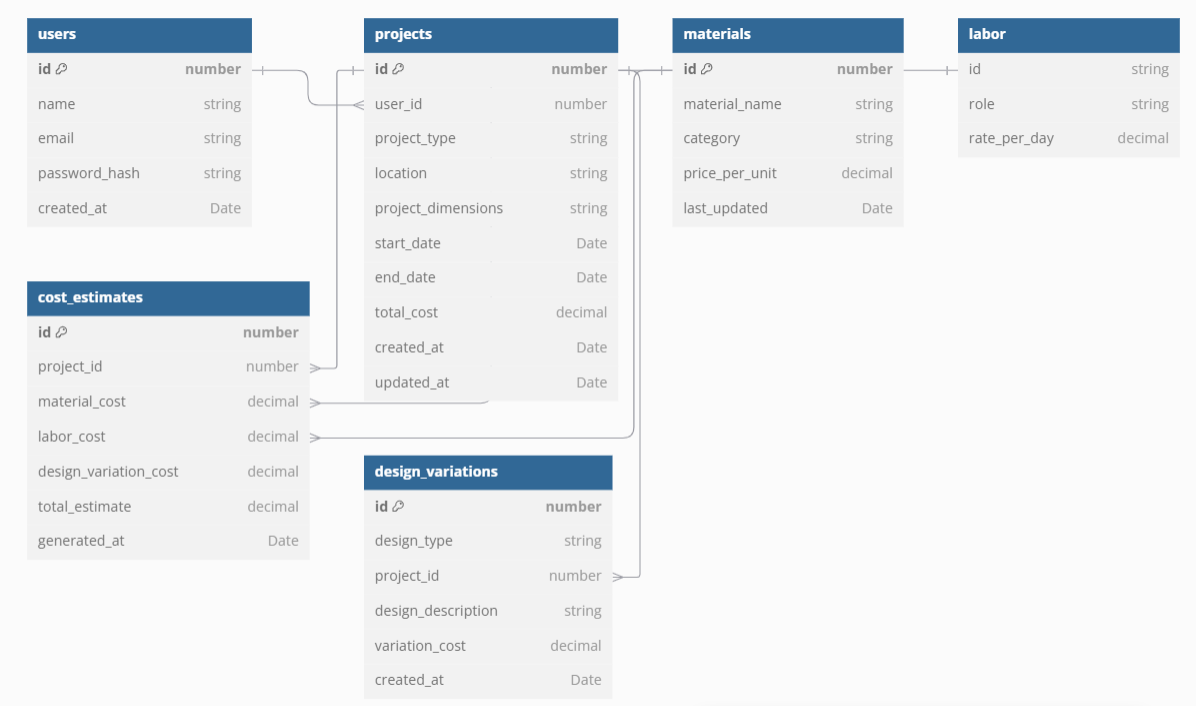 users
id number
name string
email string
password_hash string
created_at Date
projects
id number
user_id number
project_type string
location string
project_dimensions string
start_date Date
end_date Date
total_cost decimal
created_at Date
updated_at Date
materials
id number
material_name string
category string
price_per_unit decimal
last_updated Date
labor
id string
role string
rate_per_day decimal
cost_estimates
id number
project_id number
material_cost decimal
labor_cost decimal
design_variation_cost decimal
total_estimate decimal
generated_at Date
design_variations
id number
design_type string
project_id number
design_description string
variation_cost decimal
created_at Date